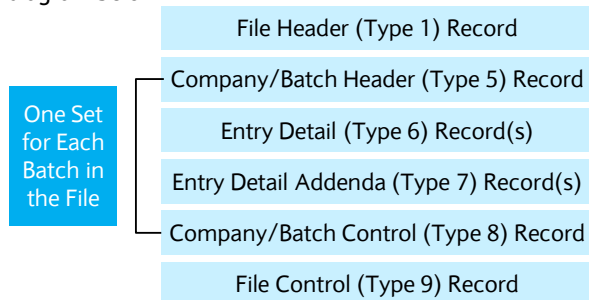 File Header (Type 1) Record
Company/Batch Header (Type 5) Record
One Set
for Each
Batch in
the File
Entry Detail (Type 6) Record(s)
Entry Detail Addenda (Type 7) Record(s)
Company/Batch Control (Type 8) Record
File Control (Type 9) Record